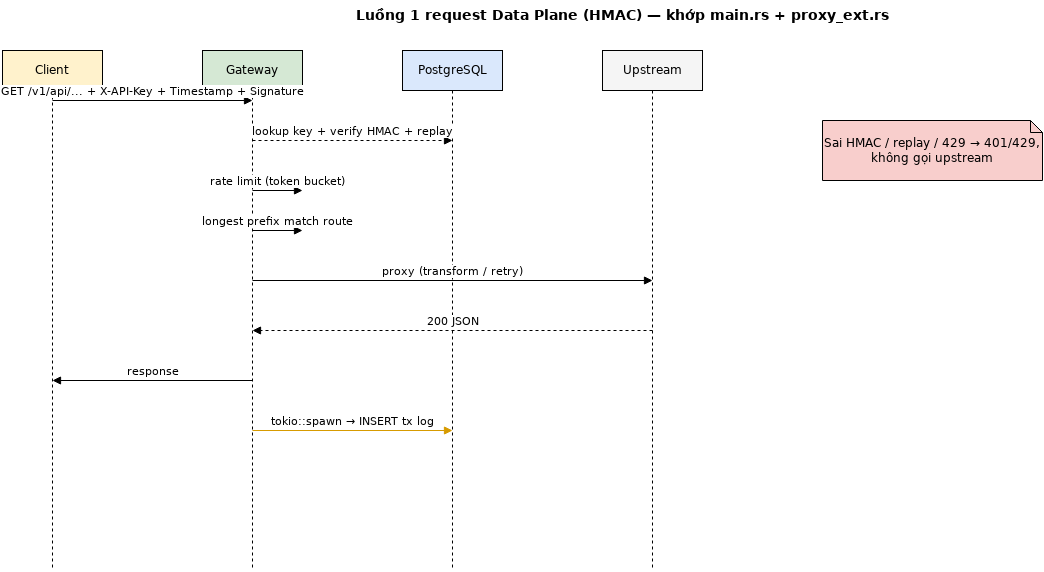 Luồng 1 request Data Plane (HMAC) — khớp main.rs + proxy_ext.rs
Client
Gateway
PostgreSQL
Upstream
GET /v1/api/... + X-API-Key + Timestamp + Signature
lookup key + verify HMAC + replay
Sai HMAC / replay / 429 → 401/429,
không gọi upstream
rate limit (token bucket)
longest prefix match route
proxy (transform / retry)
200 JSON
response
tokio::spawn → INSERT tx log